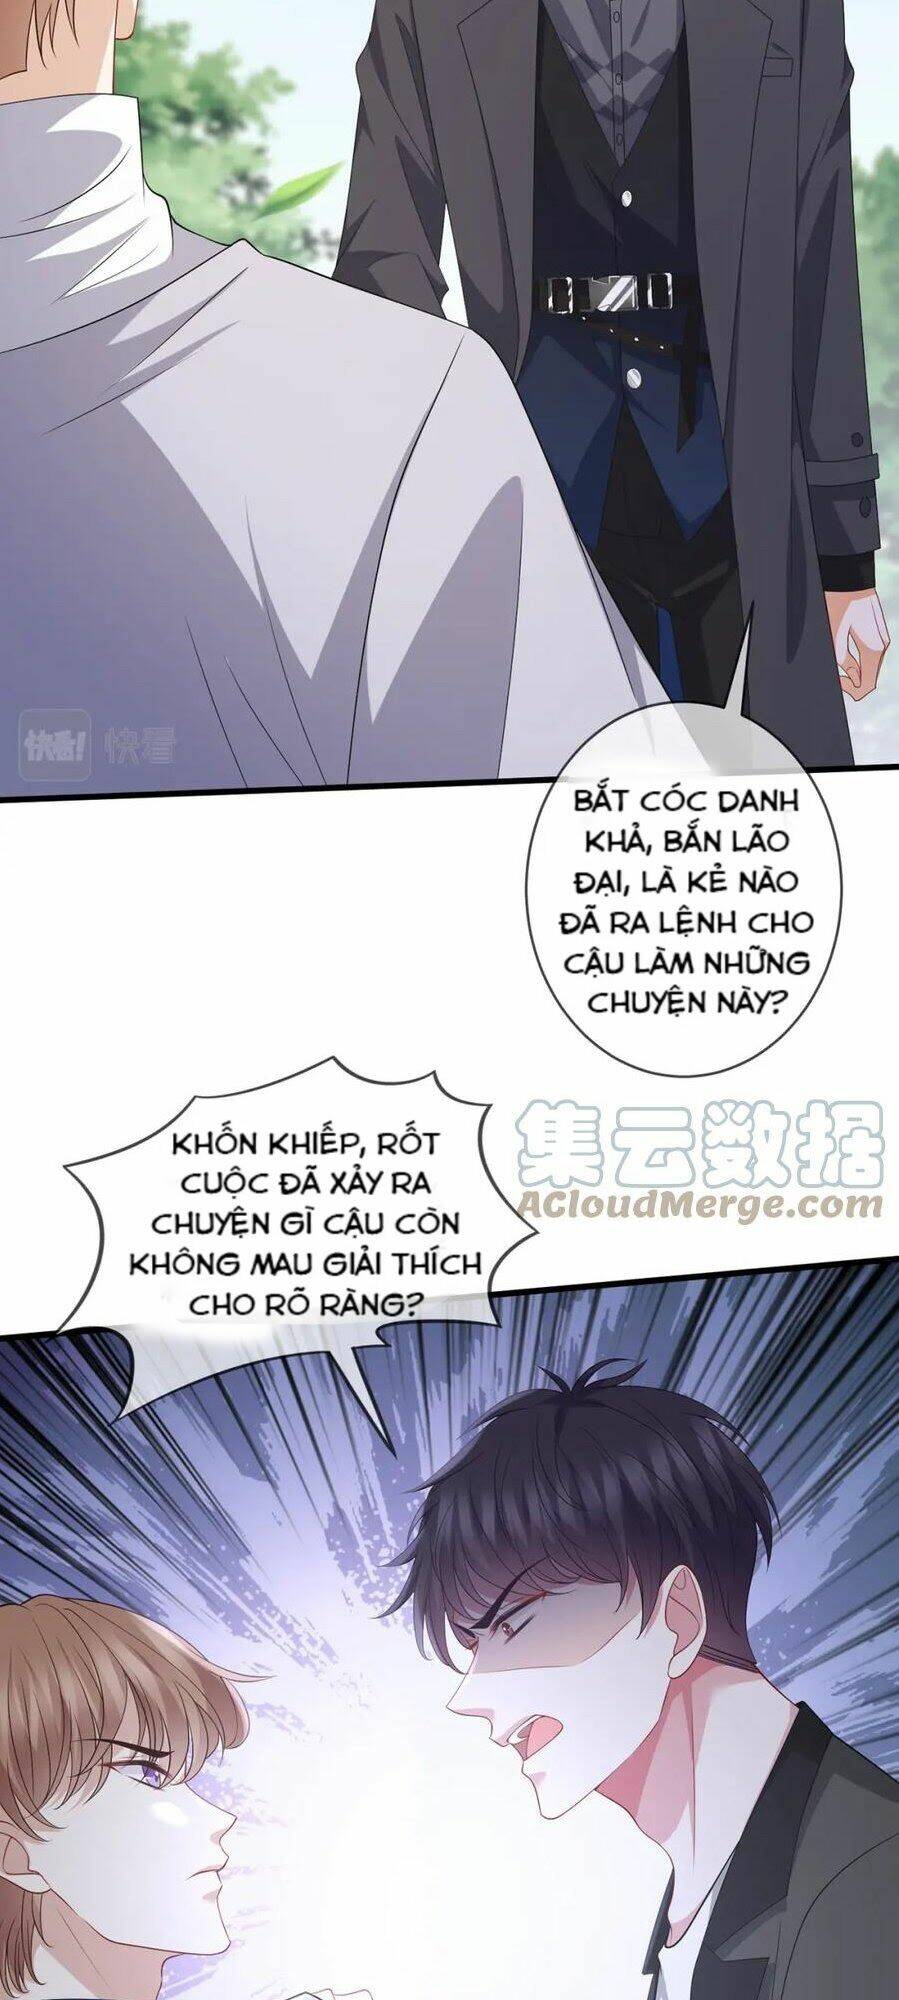 快看! 快看
BẮT CÓC DANH
KHẢ, BẮN LÃO
ĐẠI, LÀ KẺ NÀO
ĐÃ RA LỆNH CHO
CẬU LÀM NHỮNG
CHUYỆN NÀY?
集云数据
ACloudMerge.com
KHỐN KHIẾP, RỐT
CUỘC ĐÃ XẢY RA
CHUYỆN GÌ CẬU CÒN
KHÔNG MAU GIẢI THÍCH
CHO RÕ RÀNG?